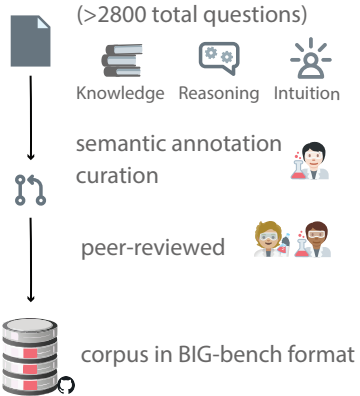 (>2800 total questions)
Knowledge Reasoning Intuition
semantic annotation
curation
peer-reviewed
corpus in BIG-bench format